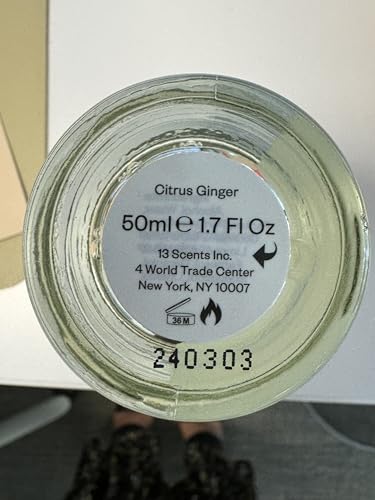 Citrus Ginger
50ml ℮ 1.7 Fl Oz
13 Scents Inc.
4 World Trade Center
New York, NY 10007
36 M
240303